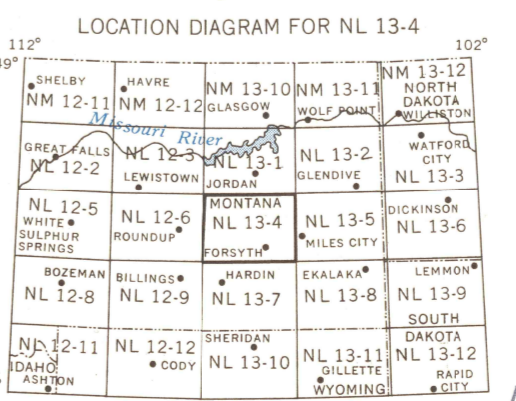 LOCATION DIAGRAM FOR NL 13-4
112° 102°
49°
SHELBY
NM 12-11
HAVRE
NM 12-12
NM 13-10
GLASGOW
NM 13-11
WOLF POINT
NM 13-12
NORTH
DAKOTA
WILLISTON
Missouri River
GREAT FALLS
NL 12-2
NL 12-3
LEWISTOWN
NL 13-1
JORDAN
NL 13-2
GLENDIVE
WATFORD
CITY
NL 13-3
NL 12-5
WHITE
SULPHUR
SPRINGS
NL 12-6
ROUNDUP
MONTANA
NL 13-4
FORSYTH
NL 13-5
MILES CITY
DICKINSON
NL 13-6
BOZEMAN
NL 12-8
BILLINGS
NL 12-9
HARDIN
NL 13-7
EKALAKA
NL 13-8
LEMMON
NL 13-9
SOUTH
DAKOTA
NL 12-11
IDAHO
ASHTON
NL 12-12
CODY
SHERIDAN
NL 13-10
NL 13-11
GILLETTE
WYOMING
NL 13-12
RAPID
CITY